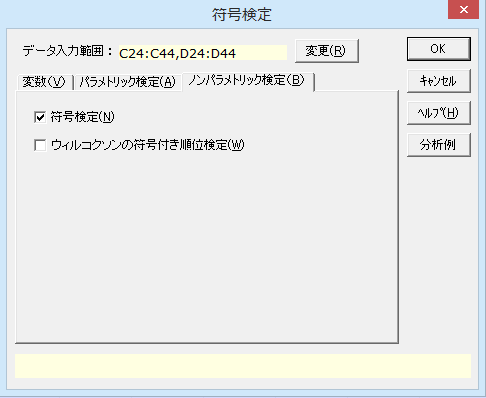 符号検定
データ入力範囲： C24:C44,D24:D44 変更(R) OK
変数(V) パラメトリック検定(A) ノンパラメトリック検定(B) ｷｬﾝｾﾙ
符号検定(N) ﾍﾙﾌﾟ(H)
ウィルコクソンの符号付き順位検定(W) 分析例